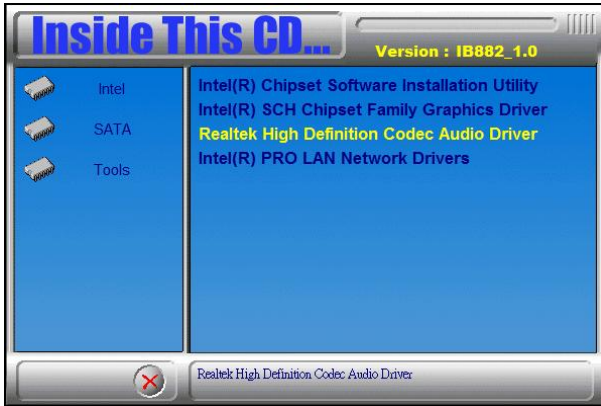 Inside This CD...
Version : IB882_1.0
Intel
SATA
Tools
Intel(R) Chipset Software Installation Utility
Intel(R) SCH Chipset Family Graphics Driver
Realtek High Definition Codec Audio Driver
Intel(R) PRO LAN Network Drivers
Realtek High Definition Codec Audio Driver